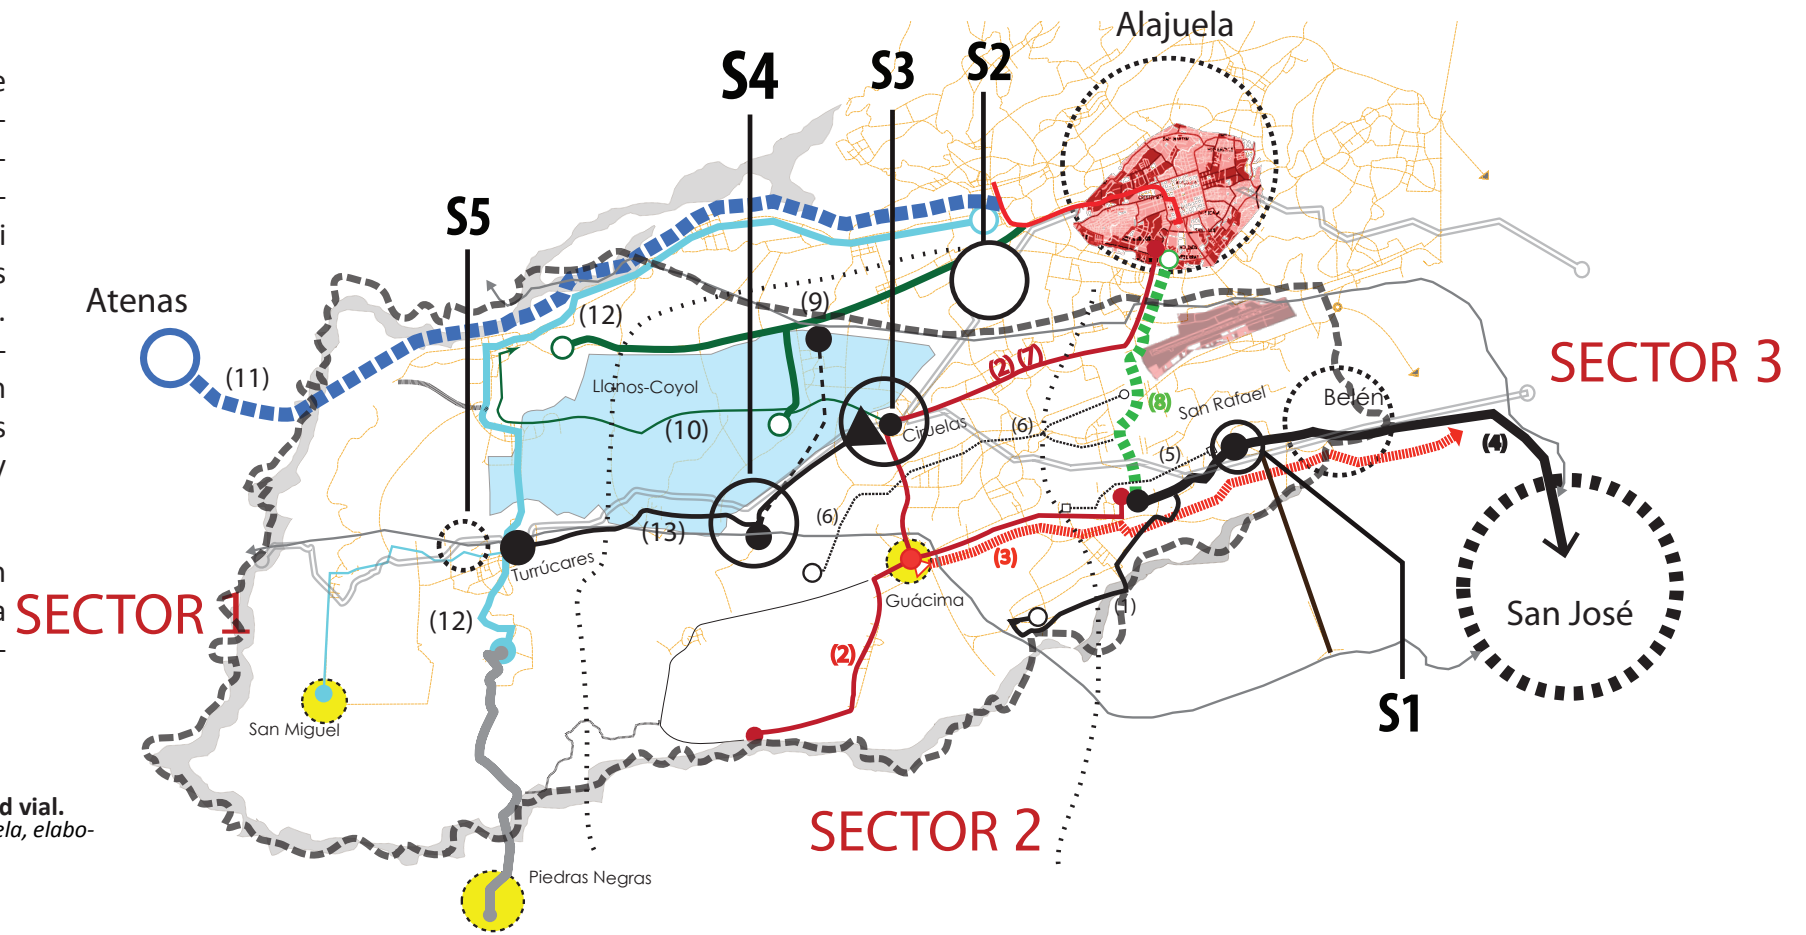 Alajuela
S2
S3
S4
S5
Atenas
(11)
(12)
(9)
(2) (7)
Llanos-Coyol
(10)
Ciruelas
(6)
(8)
San Rafael
Belén
SECTOR 3
(5)
(4)
(6)
(13)
Turrúcares
(3)
Guácima
(1)
San José
SECTOR 1
(12)
(2)
S1
San Miguel
SECTOR 2
Piedras Negras
d vial.
ela, elabo-
e
i
s
.
n
s
y
n
a